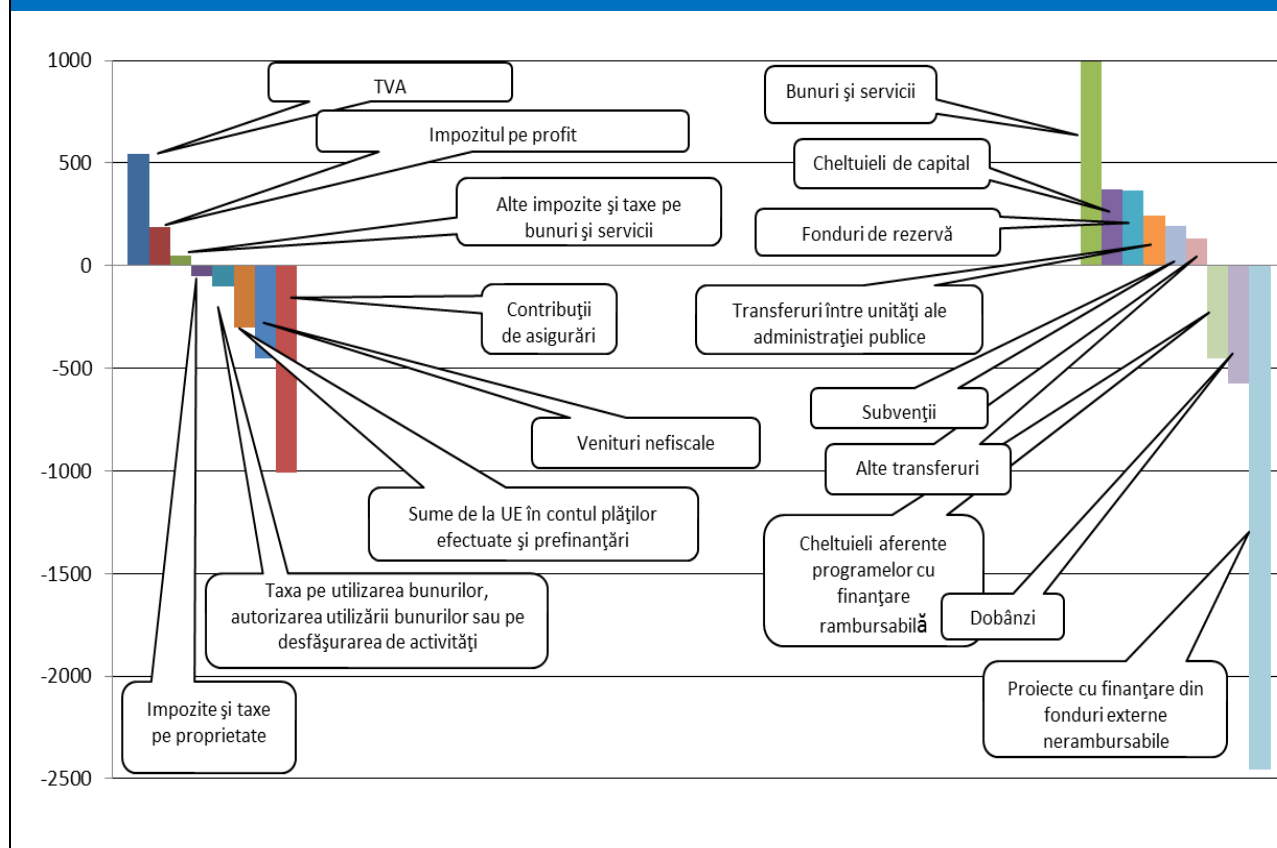 1000
500
0
-500
-1000
-1500
-2000
-2500
TVA
Impozitul pe profit
Alte impozite şi taxe pe
bunuri şi servicii
Contribuţii
de asigurări
Venituri nefiscale
Sume de la UE în contul plăţilor
efectuate şi prefinanţări
Taxa pe utilizarea bunurilor,
autorizarea utilizării bunurilor sau pe
desfăşurarea de activităţi
Impozite şi taxe
pe proprietate
Bunuri şi servicii
Cheltuieli de capital
Fonduri de rezervă
Transferuri între unităţi ale
administraţiei publice
Subvenţii
Alte transferuri
Cheltuieli aferente
programelor cu
finanţare
rambursabilă
Dobânzi
Proiecte cu finanţare din
fonduri externe
nerambursabile